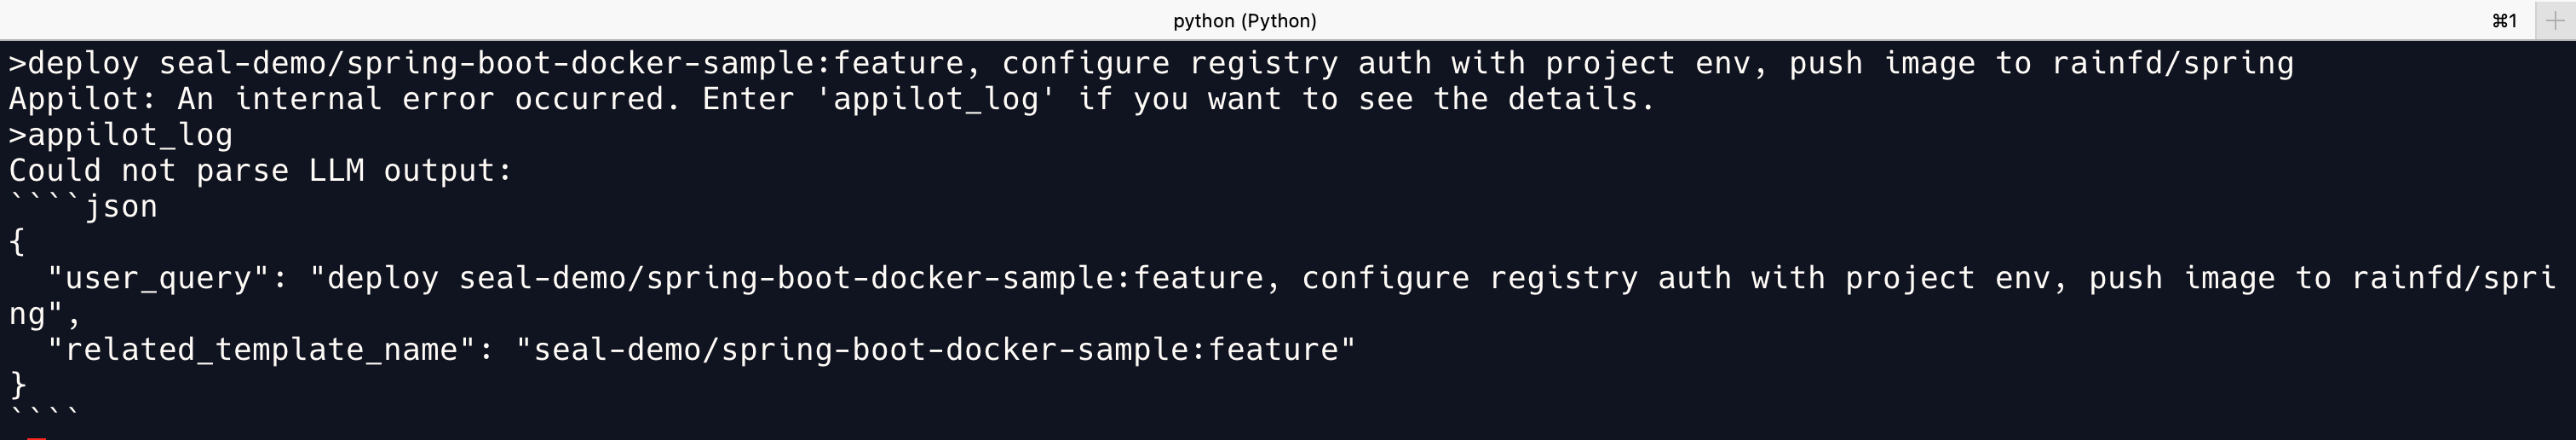 python (Python)
⌘1
>deploy seal-demo/spring-boot-docker-sample:feature, configure registry auth with project env, push image to rainfd/spring
Appilot: An internal error occurred. Enter 'appilot_log' if you want to see the details.
>appilot_log
Could not parse LLM output:
````json
{
  "user_query": "deploy seal-demo/spring-boot-docker-sample:feature, configure registry auth with project env, push image to rainfd/spri
ng",
  "related_template_name": "seal-demo/spring-boot-docker-sample:feature"
}
````